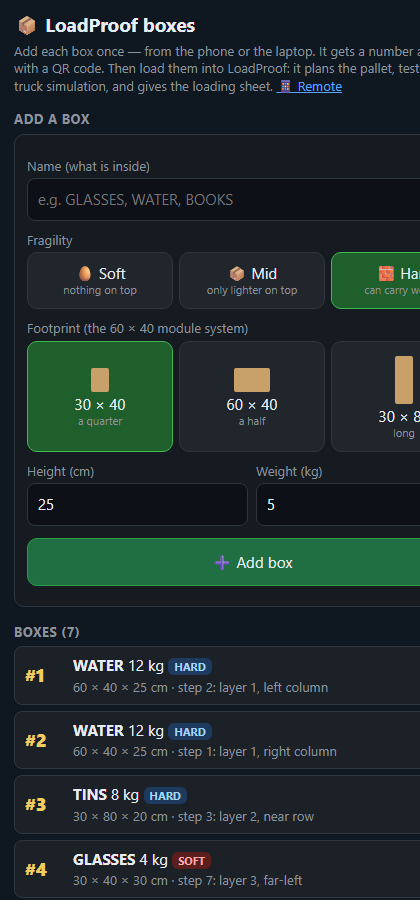 LoadProof boxes
Add each box once — from the phone or the laptop. It gets a number
with a QR code. Then load them into LoadProof: it plans the pallet, test
truck simulation, and gives the loading sheet. Remote
ADD A BOX
Name (what is inside)
e.g. GLASSES, WATER, BOOKS
Fragility
Soft
nothing on top
Mid
only lighter on top
can carry
Footprint (the 60 × 40 module system)
30 × 40
a quarter
60 × 40
a half
30 × 8
long
Height (cm) Weight (kg)
25 5
Add box
BOXES (7)
#1 WATER 12 kg HARD
60 × 40 × 25 cm · step 2: layer 1, left column
#2 WATER 12 kg HARD
60 × 40 × 25 cm · step 1: layer 1, right column
#3 TINS 8 kg HARD
30 × 80 × 20 cm · step 3: layer 2, near row
#4 GLASSES 4 kg SOFT
30 × 40 × 30 cm · step 7: layer 3, far-left